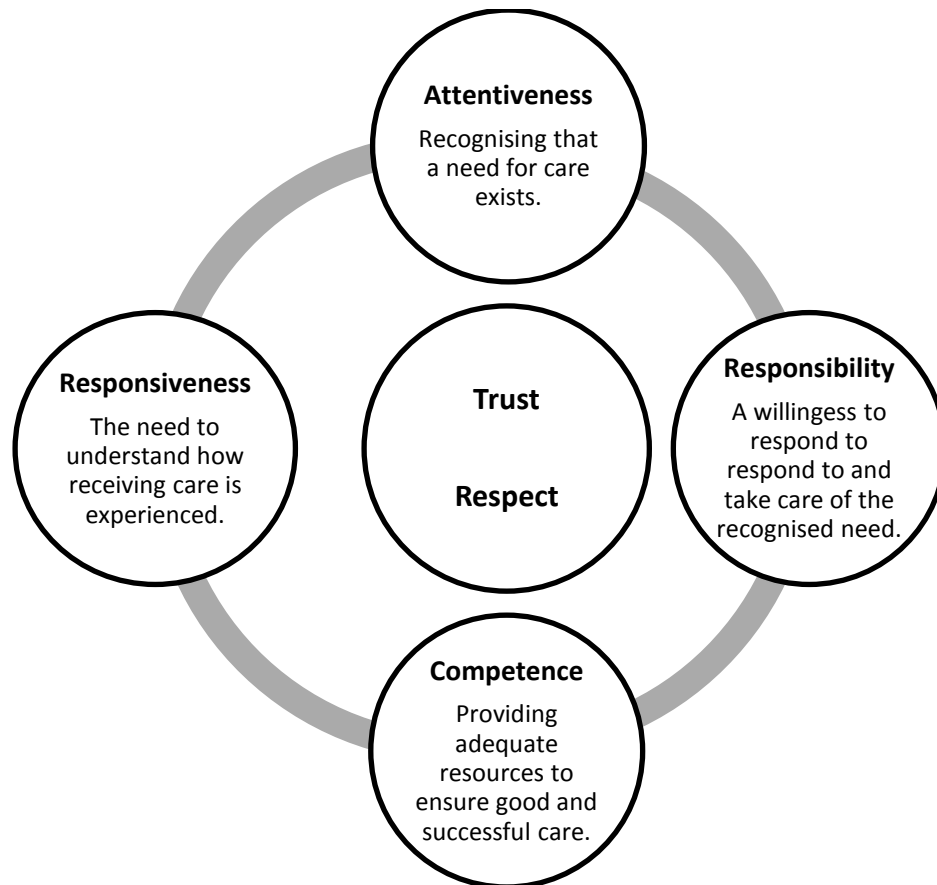 Attentiveness
Recognising that
a need for care
exists.
Responsiveness
The need to
understand how
receiving care is
experienced.
Trust
Respect
Responsibility
A willingess to
respond to
respond to and
take care of the
recognised need.
Competence
Providing
adequate
resources to
ensure good and
successful care.